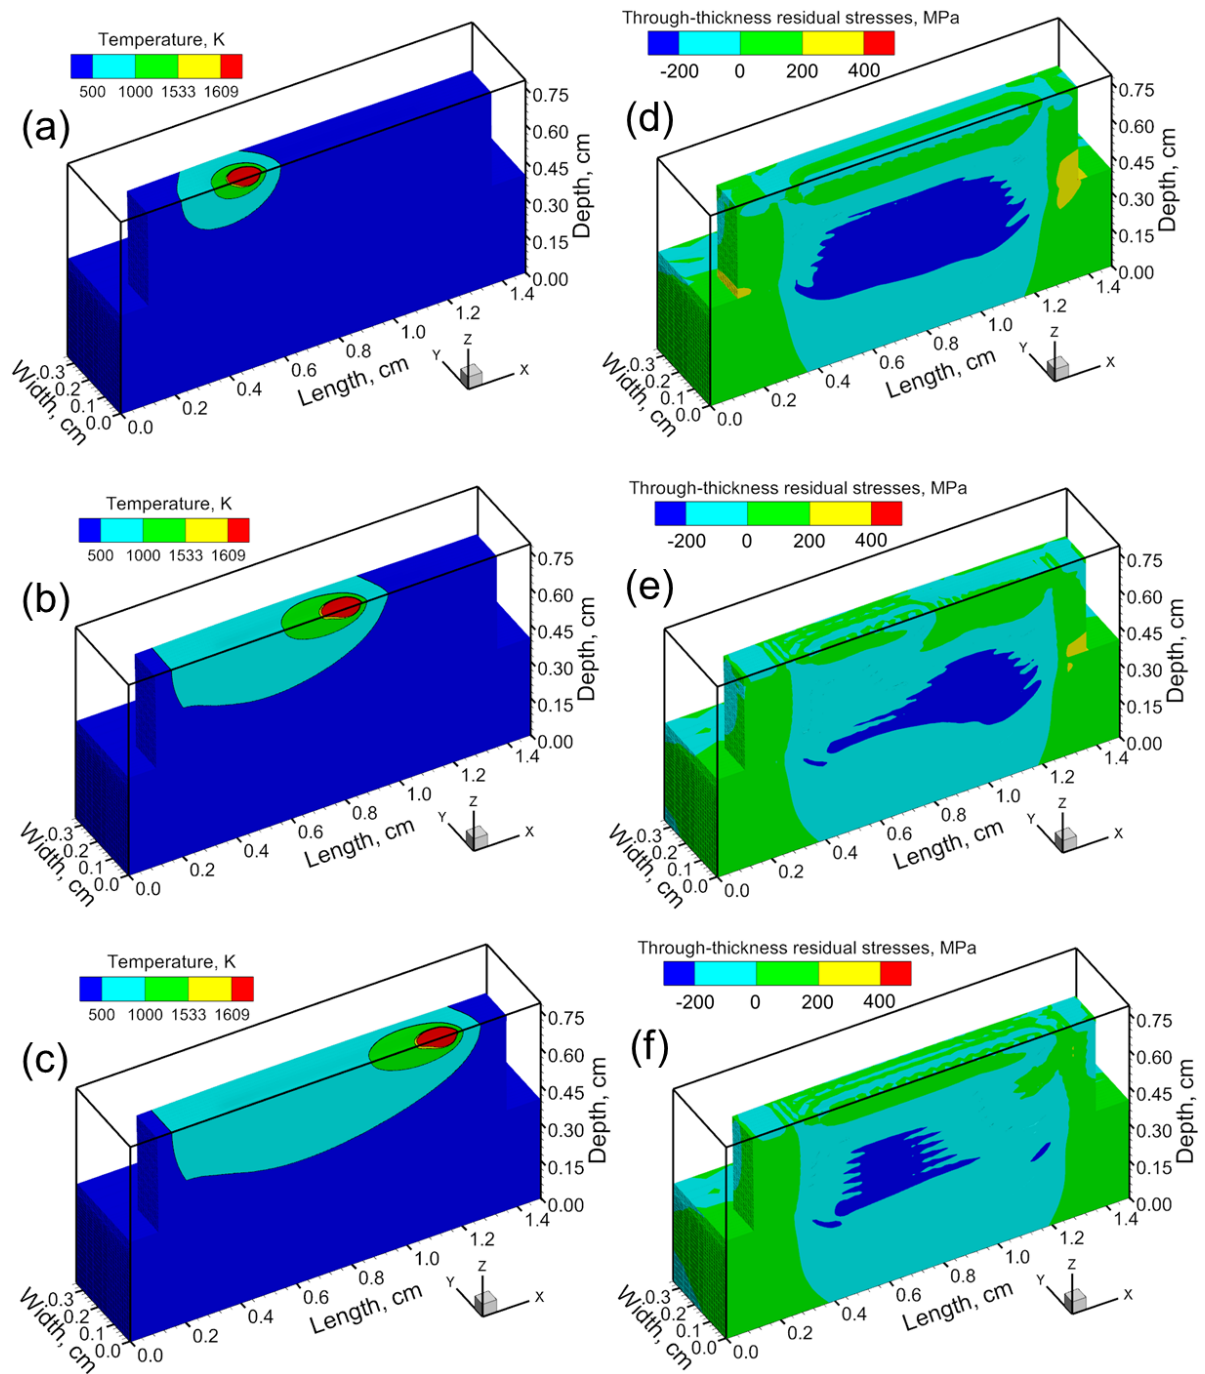 Temperature, K
500 1000 1533 1609
(a)
0.75
0.60
0.45
0.30
0.15
0.00
Depth, cm
0.3
0.2
0.1
0.0
Width, cm
0.0 0.2 0.4 0.6 0.8 1.0 1.2 1.4
Length, cm
Z
Y
X
Through-thickness residual stresses, MPa
-200 0 200 400
(d)
0.75
0.60
0.45
0.30
0.15
0.00
Depth, cm
0.3
0.2
0.1
0.0
Width, cm
0.0 0.2 0.4 0.6 0.8 1.0 1.2 1.4
Length, cm
Z
Y
X
Temperature, K
500 1000 1533 1609
(b)
0.75
0.60
0.45
0.30
0.15
0.00
Depth, cm
0.3
0.2
0.1
0.0
Width, cm
0.0 0.2 0.4 0.6 0.8 1.0 1.2 1.4
Length, cm
Z
Y
X
Through-thickness residual stresses, MPa
-200 0 200 400
(e)
0.75
0.60
0.45
0.30
0.15
0.00
Depth, cm
0.3
0.2
0.1
0.0
Width, cm
0.0 0.2 0.4 0.6 0.8 1.0 1.2 1.4
Length, cm
Z
Y
X
Temperature, K
500 1000 1533 1609
(c)
0.75
0.60
0.45
0.30
0.15
0.00
Depth, cm
0.3
0.2
0.1
0.0
Width, cm
0.0 0.2 0.4 0.6 0.8 1.0 1.2 1.4
Length, cm
Z
Y
X
Through-thickness residual stresses, MPa
-200 0 200 400
(f)
0.75
0.60
0.45
0.30
0.15
0.00
Depth, cm
0.3
0.2
0.1
0.0
Width, cm
0.0 0.2 0.4 0.6 0.8 1.0 1.2 1.4
Length, cm
Z
Y
X